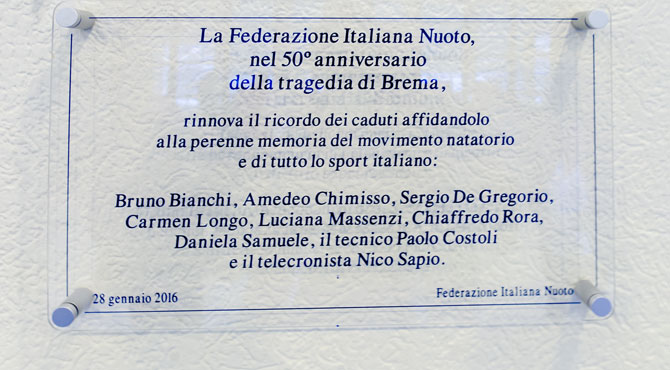 La Federazione Italiana Nuoto,
nel 50° anniversario
della tragedia di Brema,
rinnova il ricordo dei caduti affidandolo
alla perenne memoria del movimento natatorio
e di tutto lo sport italiano:
Bruno Bianchi, Amedeo Chimisso, Sergio De Gregorio,
Carmen Longo, Luciana Massenzi, Chiaffredo Rora,
Daniela Samuele, il tecnico Paolo Costoli
e il telecronista Nico Sapio.
28 gennaio 2016 Federazione Italiana Nuoto